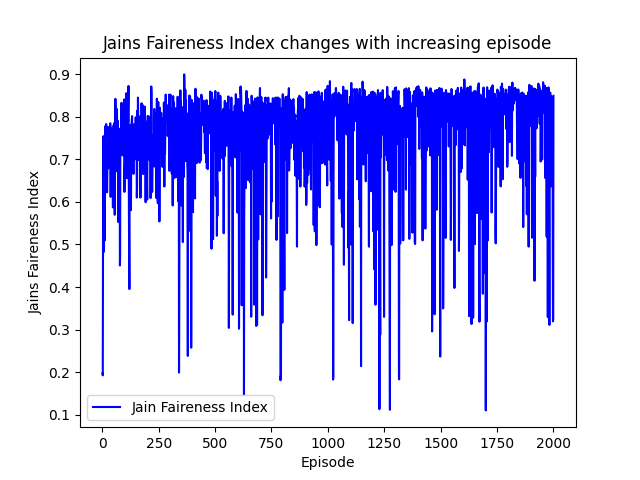 Jains Faireness Index changes with increasing episode
Jains Faireness Index
0.9
0.8
0.7
0.6
0.5
0.4
0.3
0.2
0.1
Jain Faireness Index
0 250 500 750 1000 1250 1500 1750 2000
Episode